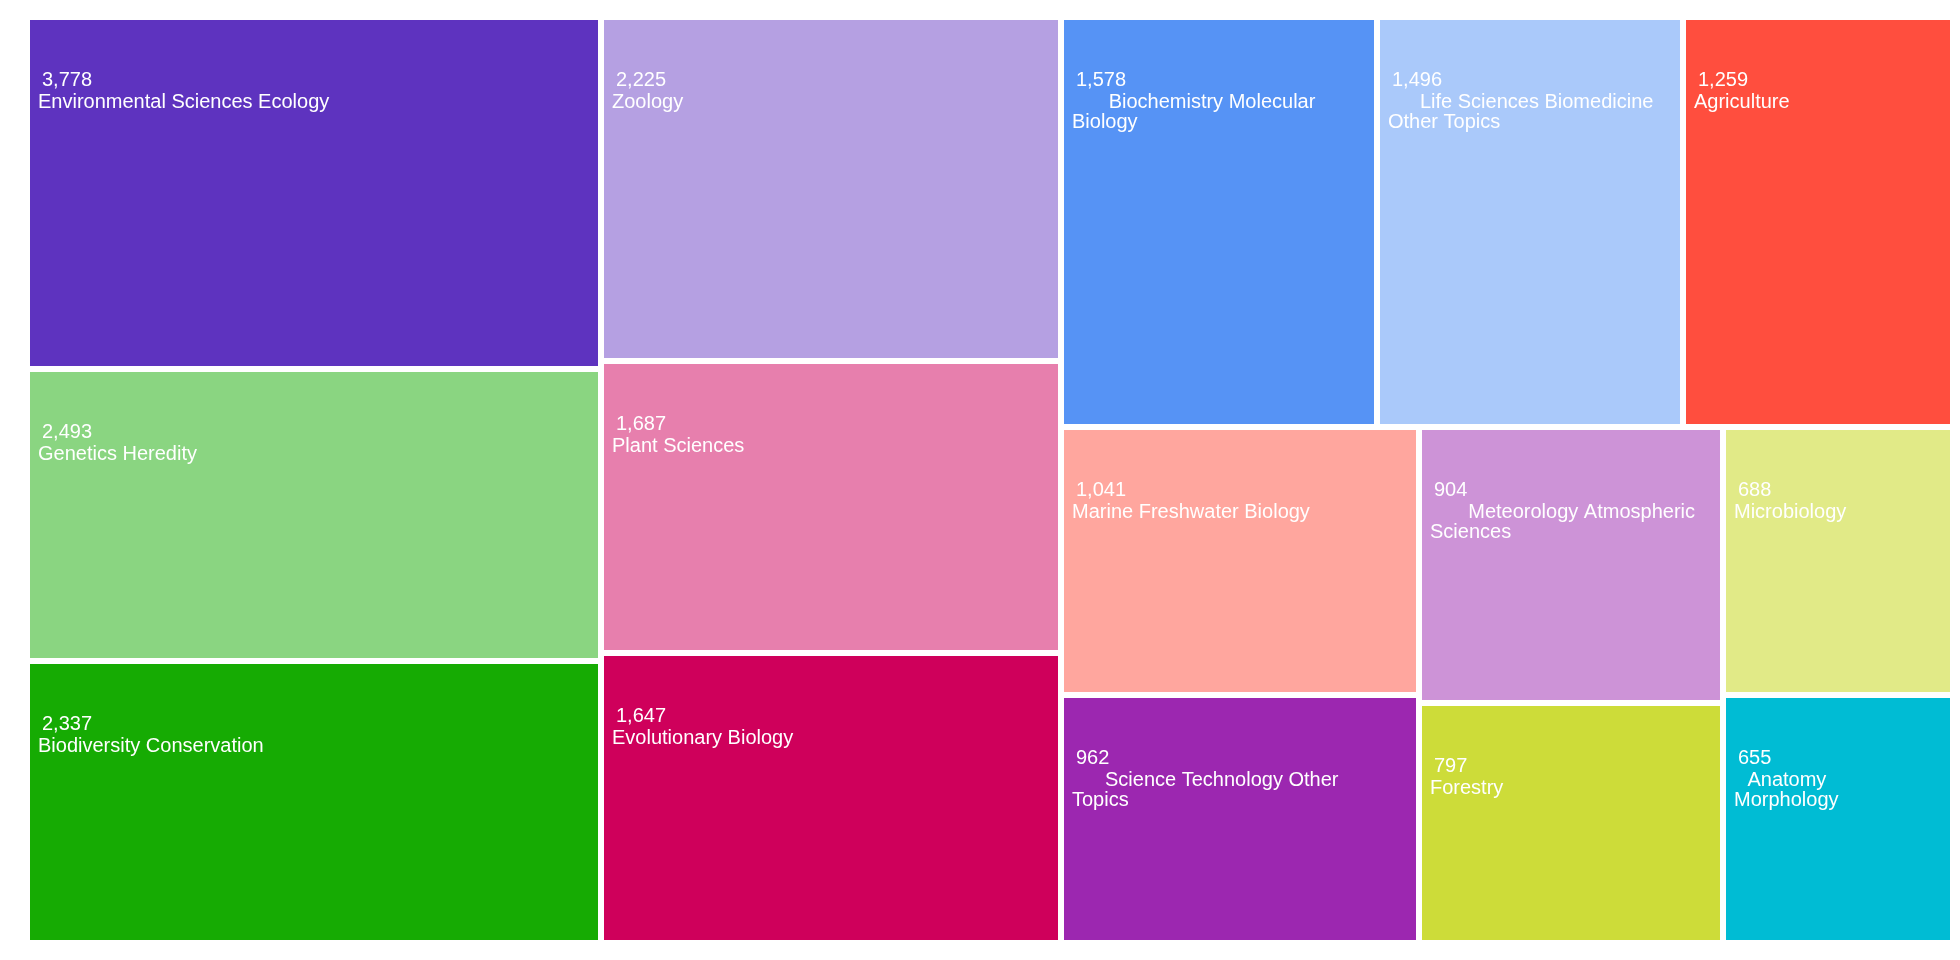 3,778
Environmental Sciences Ecology
2,493
Genetics Heredity
2,337
Biodiversity Conservation
2,225
Zoology
1,687
Plant Sciences
1,647
Evolutionary Biology
1,578
Biochemistry Molecular
Biology
1,496
Life Sciences Biomedicine
Other Topics
1,259
Agriculture
1,041
Marine Freshwater Biology
904
Meteorology Atmospheric
Sciences
688
Microbiology
962
Science Technology Other
Topics
797
Forestry
655
Anatomy
Morphology